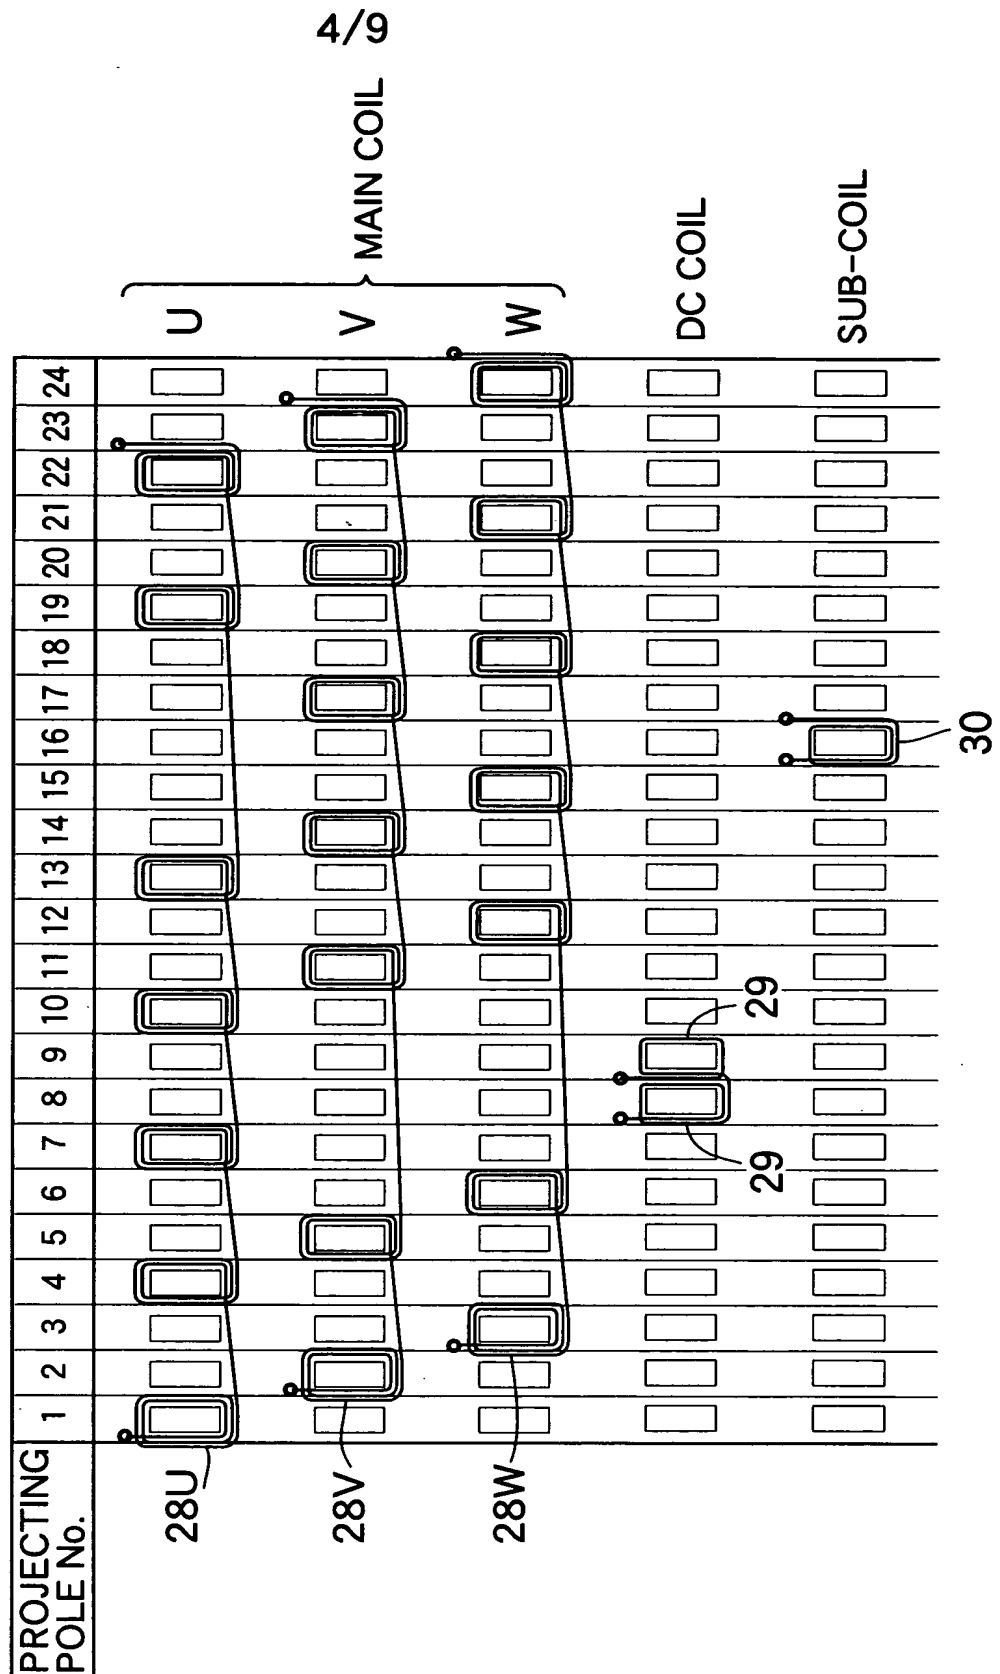 4/9
PROJECTING
POLE No.
1 2 3 4 5 6 7 8 9 10 11 12 13 14 15 16 17 18 19 20 21 22 23 24
28U
U
28V
V
28W
W
MAIN COIL
29
29
DC COIL
30
SUB-COIL